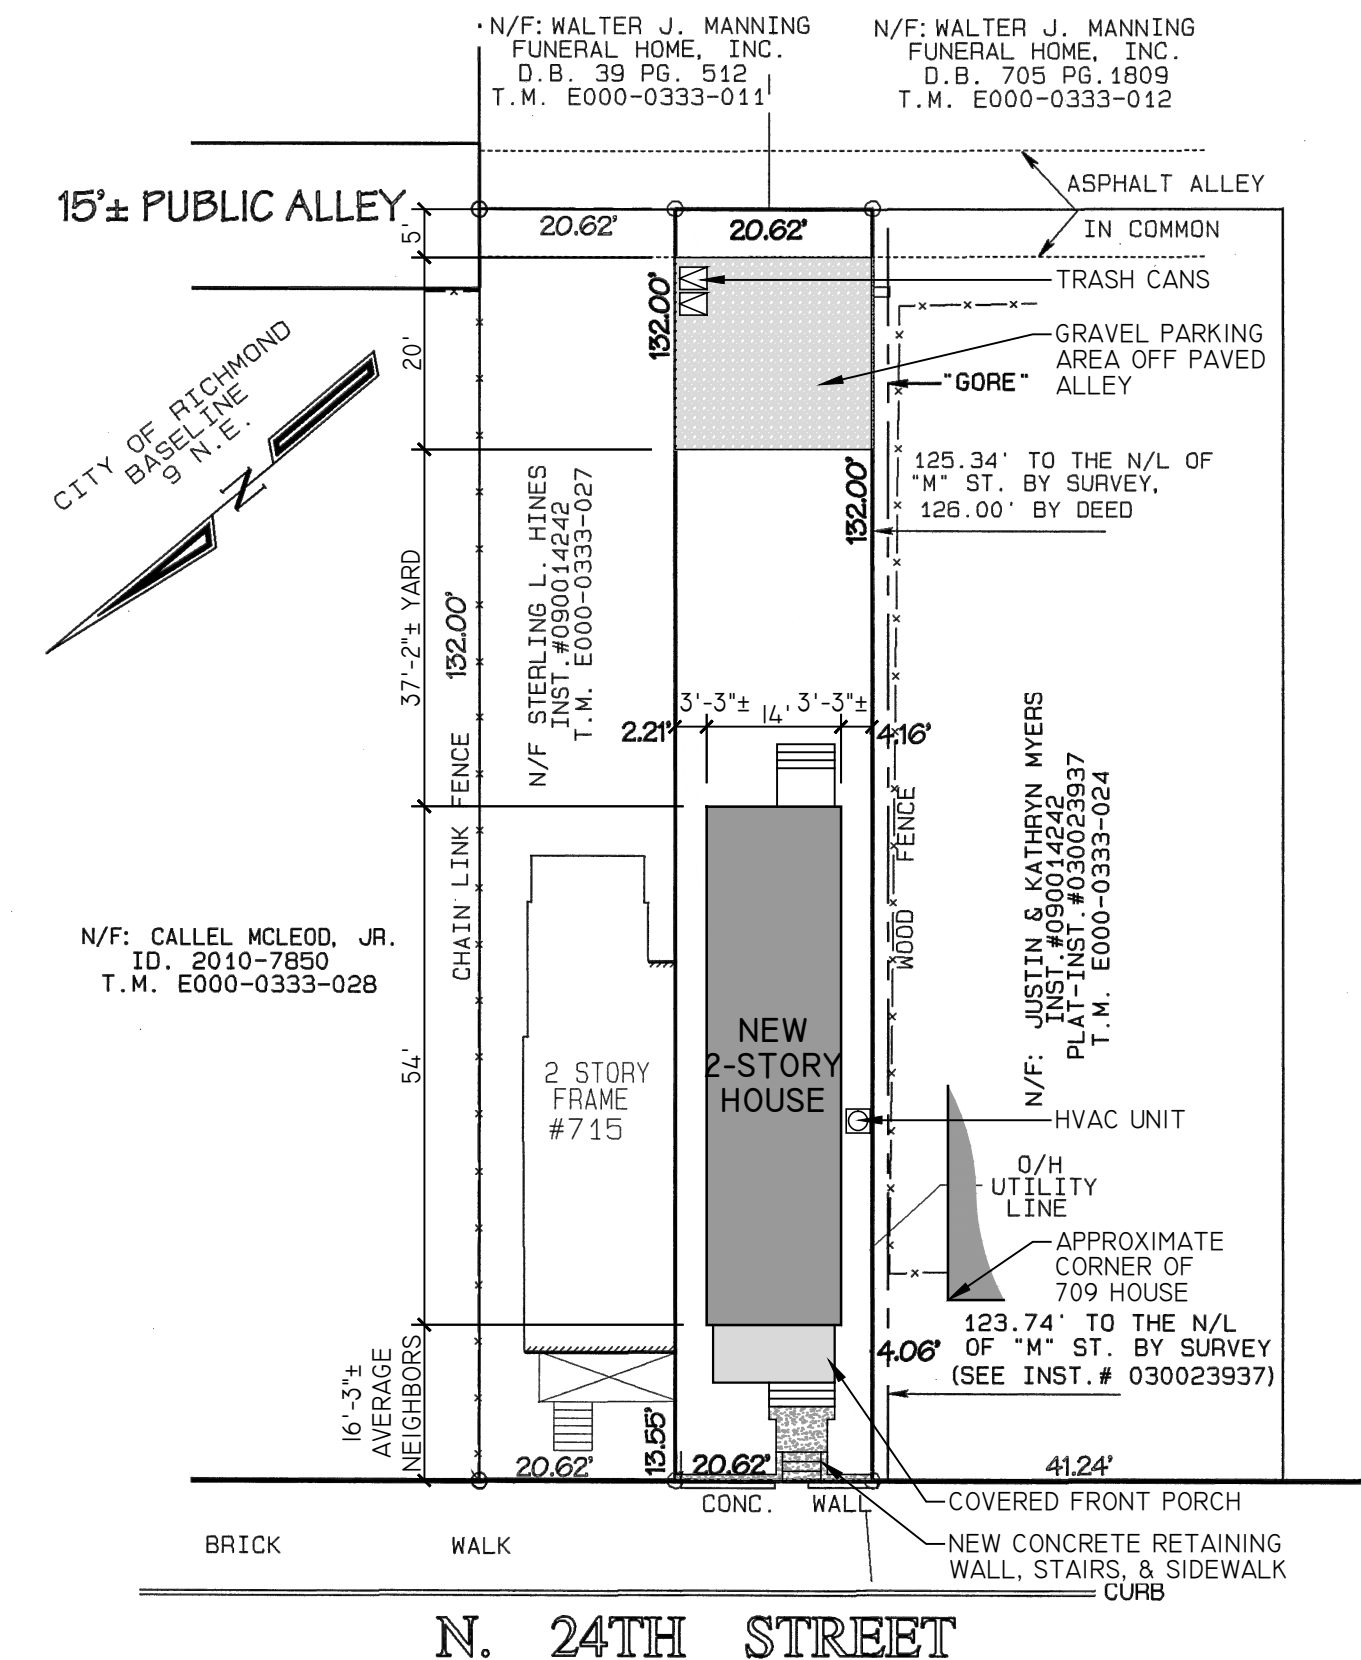 N/F: WALTER J. MANNING
FUNERAL HOME, INC.
D.B. 39 PG. 512
T.M. E000-0333-011
N/F: WALTER J. MANNING
FUNERAL HOME, INC.
D.B. 705 PG.1809
T.M. E000-0333-012
15'± PUBLIC ALLEY
ASPHALT ALLEY
IN COMMON
5'
20.62'
20.62'
TRASH CANS
132.00'
20'
GRAVEL PARKING
AREA OFF PAVED
ALLEY
"GORE"
CITY OF RICHMOND
BASELINE
9 N.E.
N
125.34' TO THE N/L OF
"M" ST. BY SURVEY,
126.00' BY DEED
132.00'
37'-2"± YARD
132.00'
N/F STERLING L. HINES
INST.#090014242
T.M. E000-0333-027
3'-3"±
14'
3'-3"±
2.21'
4.16'
CHAIN LINK FENCE
WOOD FENCE
N/F: JUSTIN & KATHRYN MYERS
INST.#090014242
PLAT-INST.#030023937
T.M. E000-0333-024
N/F: CALLEL MCLEOD, JR.
ID. 2010-7850
T.M. E000-0333-028
54'
2 STORY
FRAME
#715
NEW
2-STORY
HOUSE
HVAC UNIT
O/H
UTILITY
LINE
APPROXIMATE
CORNER OF
709 HOUSE
123.74' TO THE N/L
OF "M" ST. BY SURVEY
(SEE INST.# 030023937)
4.06'
16'-3"±
AVERAGE
NEIGHBORS
13.55'
20.62'
20.62'
41.24'
CONC. WALL
COVERED FRONT PORCH
NEW CONCRETE RETAINING
WALL, STAIRS, & SIDEWALK
BRICK WALK
CURB
N. 24TH STREET